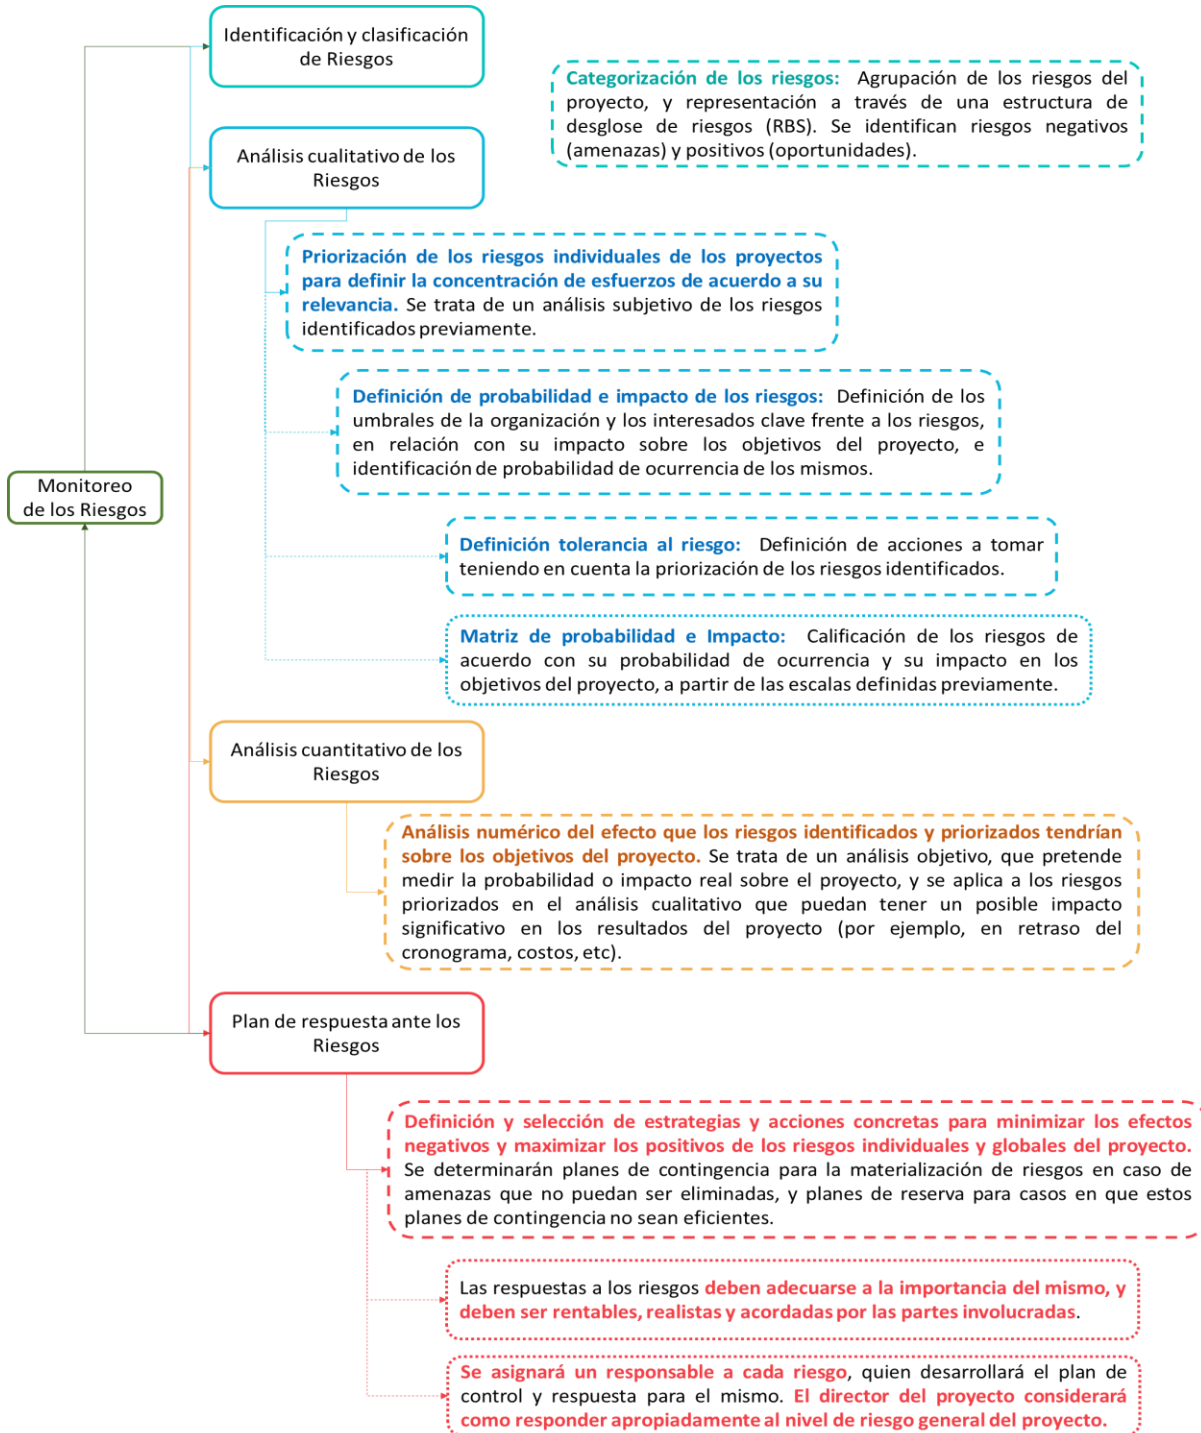 Identificación y clasificación
de Riesgos
Categorización de los riesgos: Agrupación de los riesgos del
proyecto, y representación a través de una estructura de
desglose de riesgos (RBS). Se identifican riesgos negativos
(amenazas) y positivos (oportunidades).
Análisis cualitativo de los
Riesgos
Priorización de los riesgos individuales de los proyectos
para definir la concentración de esfuerzos de acuerdo a su
relevancia. Se trata de un análisis subjetivo de los riesgos
identificados previamente.
Definición de probabilidad e impacto de los riesgos: Definición de los
umbrales de la organización y los interesados clave frente a los riesgos,
en relación con su impacto sobre los objetivos del proyecto, e
identificación de probabilidad de ocurrencia de los mismos.
Monitoreo
de los Riesgos
Definición tolerancia al riesgo: Definición de acciones a tomar
teniendo en cuenta la priorización de los riesgos identificados.
Matriz de probabilidad e Impacto: Calificación de los riesgos de
acuerdo con su probabilidad de ocurrencia y su impacto en los
objetivos del proyecto, a partir de las escalas definidas previamente.
Análisis cuantitativo de los
Riesgos
Análisis numérico del efecto que los riesgos identificados y priorizados tendrían
sobre los objetivos del proyecto. Se trata de un análisis objetivo, que pretende
medir la probabilidad o impacto real sobre el proyecto, y se aplica a los riesgos
priorizados en el análisis cualitativo que puedan tener un posible impacto
significativo en los resultados del proyecto (por ejemplo, en retraso del
cronograma, costos, etc).
Plan de respuesta ante los
Riesgos
Definición y selección de estrategias y acciones concretas para minimizar los efectos
negativos y maximizar los positivos de los riesgos individuales y globales del proyecto.
Se determinarán planes de contingencia para la materialización de riesgos en caso de
amenazas que no puedan ser eliminadas, y planes de reserva para casos en que estos
planes de contingencia no sean eficientes.
Las respuestas a los riesgos deben adecuarse a la importancia del mismo, y
deben ser rentables, realistas y acordadas por las partes involucradas.
Se asignará un responsable a cada riesgo, quien desarrollará el plan de
control y respuesta para el mismo. El director del proyecto considerará
como responder apropiadamente al nivel de riesgo general del proyecto.